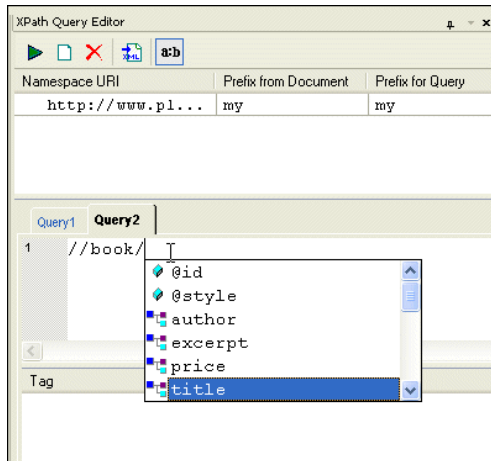 XPath Query Editor
XML a:b
Namespace URI Prefix from Document Prefix for Query
http://www.pl... my my
Query1 Query2
1 //book/
@id
@style
author
excerpt
price
title
Tag